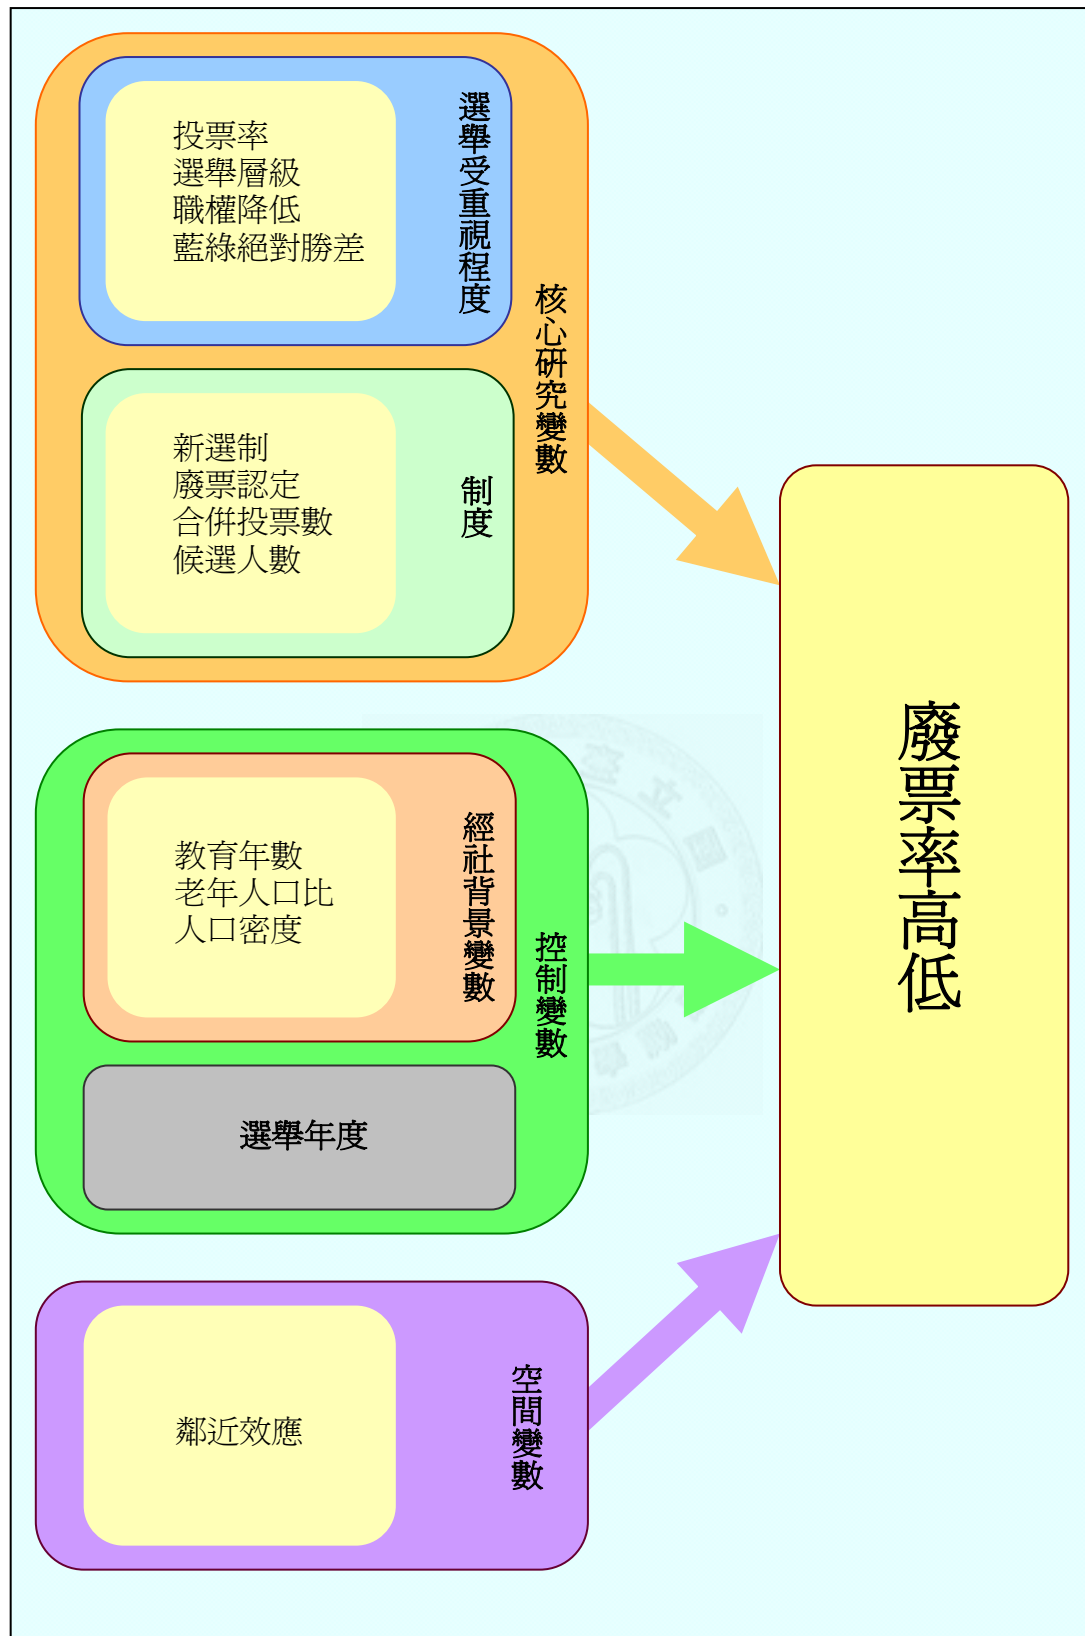 投票率
選舉層級
職權降低
藍綠絕對勝差
選舉受重視程度
新選制
廢票認定
合併投票數
候選人數
制度
核心研究變數
教育年數
老年人口比
人口密度
經社背景變數
選舉年度
控制變數
鄰近效應
空間變數
廢票率高低